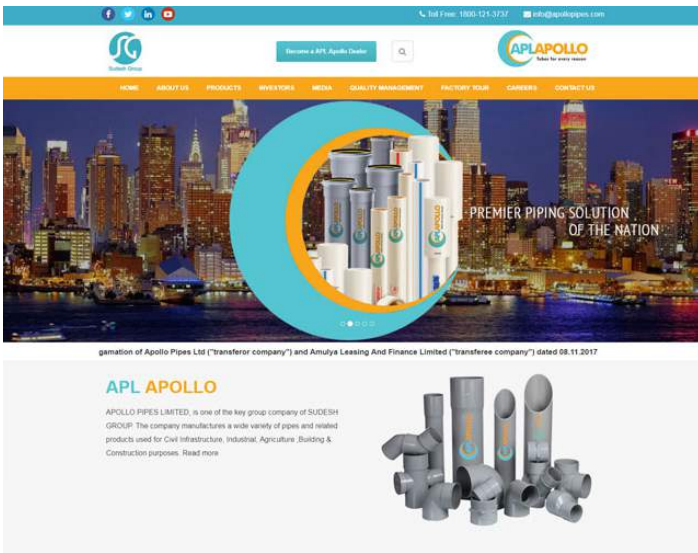 Toll Free: 1800-121-3737 info@apollopipes.com
Sudesh Group
Become a APL Apollo Dealer
APLAPOLLO
Tubes for every reason
HOME ABOUT US PRODUCTS INVESTORS MEDIA QUALITY MANAGEMENT FACTORY TOUR CAREERS CONTACT US
PREMIER PIPING SOLUTION
OF THE NATION
APLAPOLLO
gamation of Apollo Pipes Ltd ("transferor company") and Amulya Leasing And Finance Limited ("transferee company") dated 08.11.2017
APL APOLLO
APOLLO PIPES LIMITED, is one of the key group company of SUDESH
GROUP. The company manufactures a wide variety of pipes and related
products used for Civil Infrastructure, Industrial, Agriculture ,Building &
Construction purposes. Read more